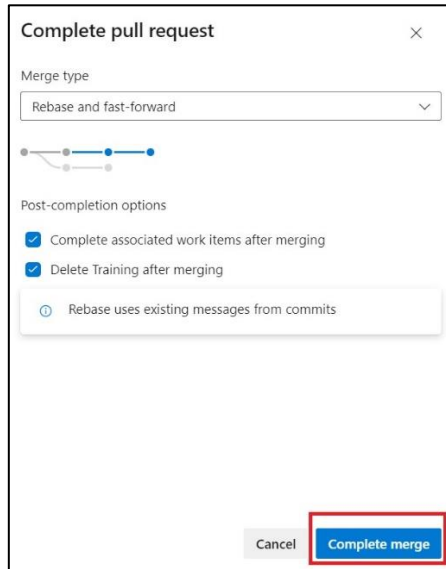 Complete pull request
Merge type
Rebase and fast-forward
Post-completion options
Complete associated work items after merging
Delete Training after merging
Rebase uses existing messages from commits
Cancel
Complete merge